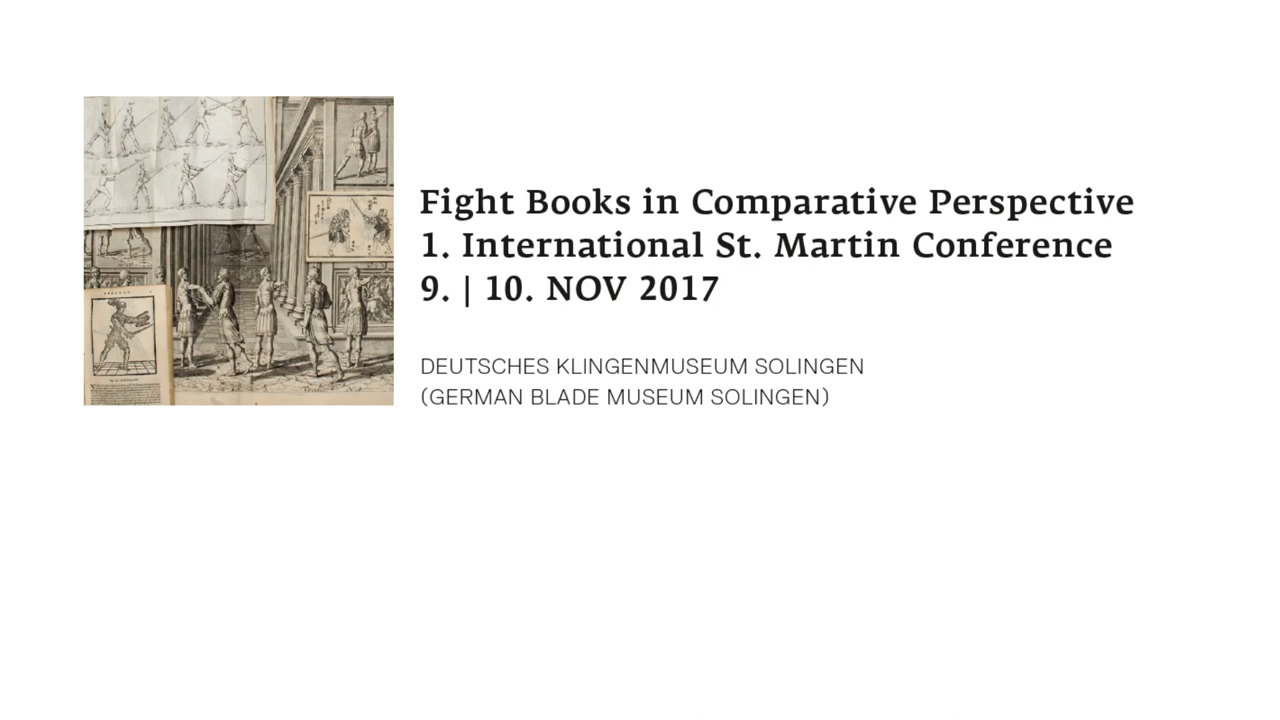 Fight Books in Comparative Perspective
1. International St. Martin Conference
9. | 10. NOV 2017
DEUTSCHES KLINGENMUSEUM SOLINGEN
(GERMAN BLADE MUSEUM SOLINGEN)